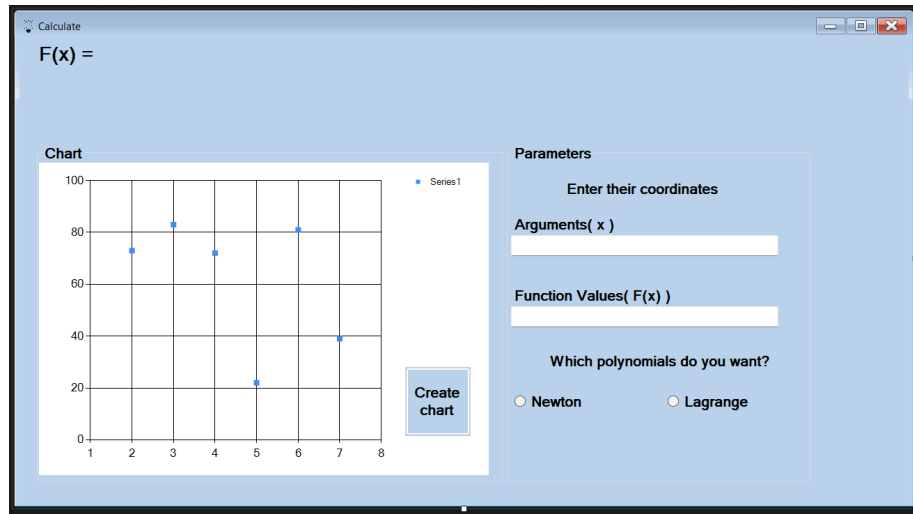 Calculate
F(x) =
Chart
100
80
60
40
20
0
1 2 3 4 5 6 7 8
Series1
Create
chart
Parameters
Enter their coordinates
Arguments( x )
Function Values( F(x) )
Which polynomials do you want?
Newton Lagrange